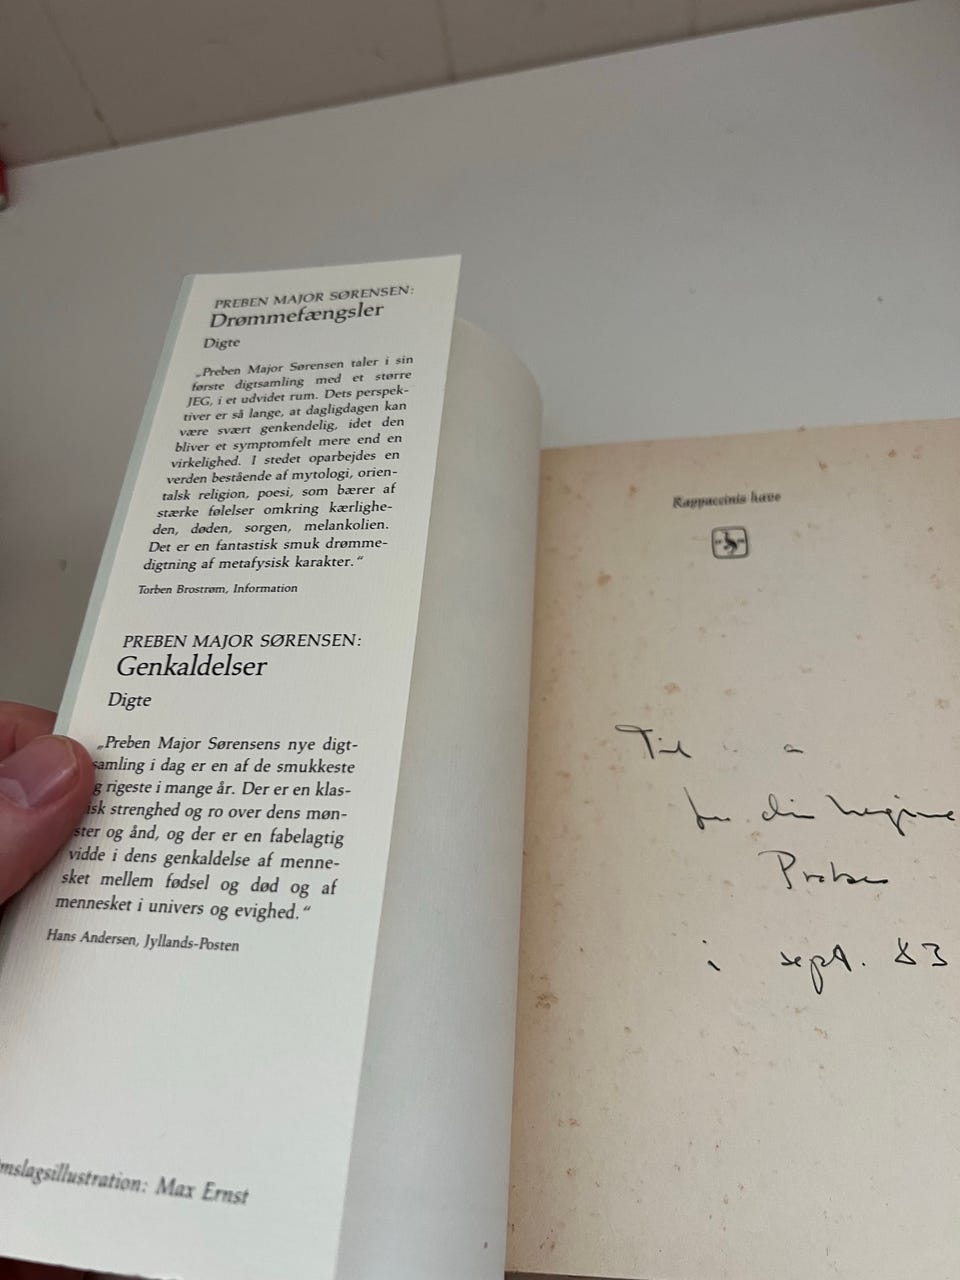 PREBEN MAJOR SØRENSEN:
Drømmefængsler
Digte
„Preben Major Sørensen taler i sin
første digtsamling med et større
JEG, i et udvidet rum. Dets perspek-
tiver er så lange, at dagligdagen kan
være svært genkendelig, idet den
bliver et symptomfelt mere end en
virkelighed. I stedet oparbejdes en
verden bestående af mytologi, orien-
talsk religion, poesi, som bærer af
stærke følelser omkring kærlighe-
den, døden, sorgen, melankolien.
Det er en fantastisk smuk drømme-
digtning af metafysisk karakter.“
Torben Brostrøm, Information
PREBEN MAJOR SØRENSEN:
Genkaldelser
Digte
„Preben Major Sørensens nye digt-
samling i dag er en af de smukkeste
g rigeste i mange år. Der er en klas-
isk strenghed og ro over dens møn-
ster og ånd, og der er en fabelagtig
vidde i dens genkaldelse af menne-
sket mellem fødsel og død og af
mennesket i univers og evighed.“
Hans Andersen, Jyllands-Posten
mslagsillustration: Max Ernst
Rappaccinis have
Til
din
Preben
i sept. 83